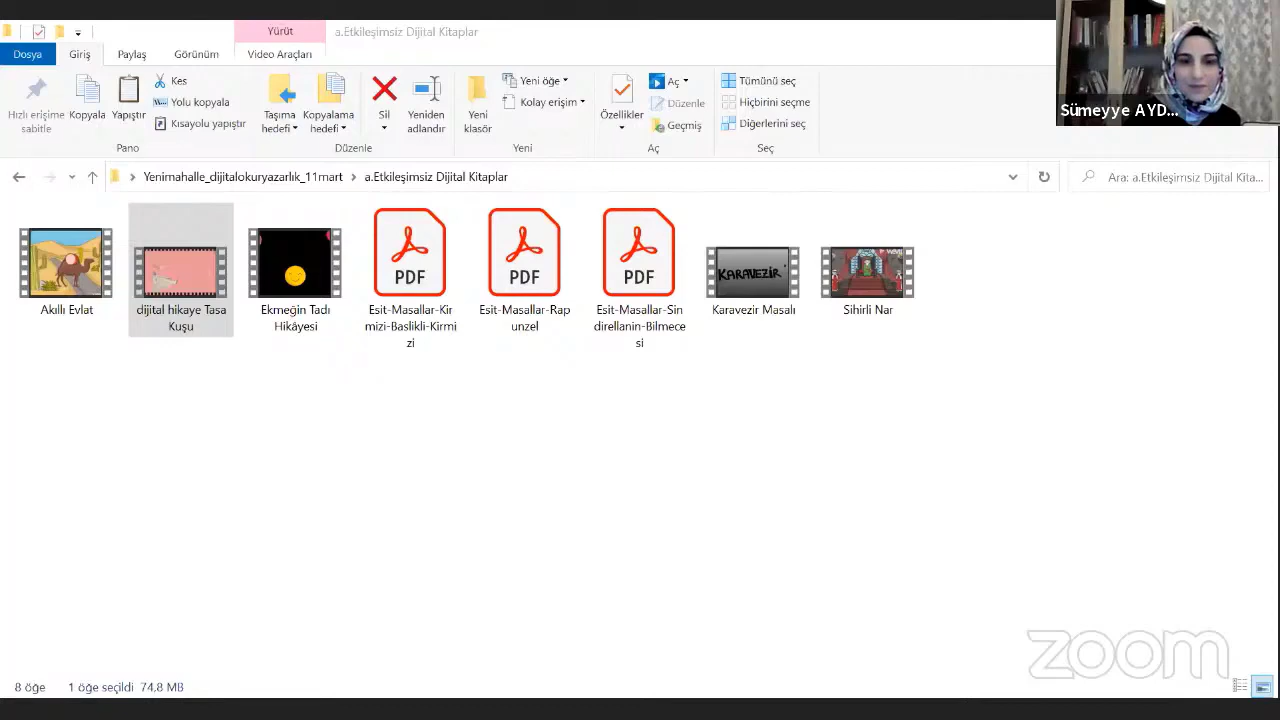 Yürüt
a.Etkileşimsiz Dijital Kitaplar
Dosya
Giriş
Paylaş
Görünüm
Video Araçları
Hızlı erişime sabitle
Kopyala
Yapıştır
Kes
Yolu kopyala
Kısayolu yapıştır
Pano
Taşıma hedefi
Kopyalama hedefi
Sil
Yeniden adlandır
Düzenle
Yeni klasör
Yeni öğe
Kolay erişim
Yeni
Özellikler
Aç
Düzenle
Geçmiş
Aç
Tümünü seç
Hiçbirini seçme
Diğerlerini seç
Seç
Sümeyye AYD...
Yenimahalle_dijitalokuryazarlık_11mart
a.Etkileşimsiz Dijital Kitaplar
Ara: a.Etkileşimsiz Dijital Kita...
PDF
PDF
PDF
KARAVEZİR
Akıllı Evlat
dijital hikaye Tasa
Kuşu
Ekmeğin Tadı
Hikâyesi
Esit-Masallar-Kir
mizi-Baslikli-Kirmi
zi
Esit-Masallar-Rap
unzel
Esit-Masallar-Sin
direllanin-Bilmece
si
Karavezir Masalı
Sihirli Nar
zoom
8 öğe
1 öğe seçildi 74,8 MB